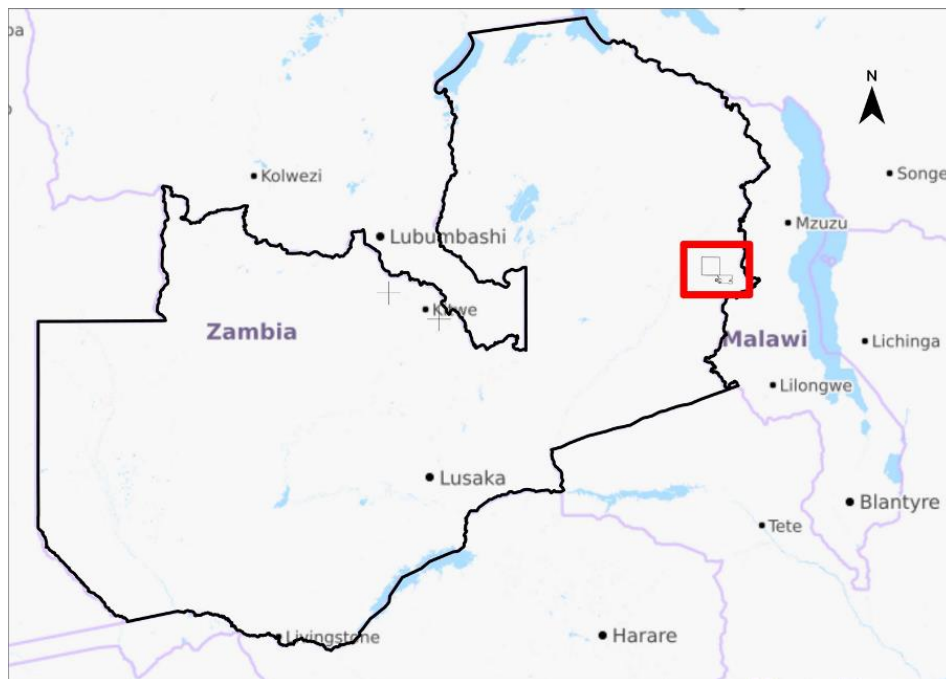 N
Kolwezi
Songe
Mzuzu
Lubumbashi
Kitwe
Zambia
Malawi
Lichinga
Lilongwe
Lusaka
Blantyre
Tete
Livingstone
Harare